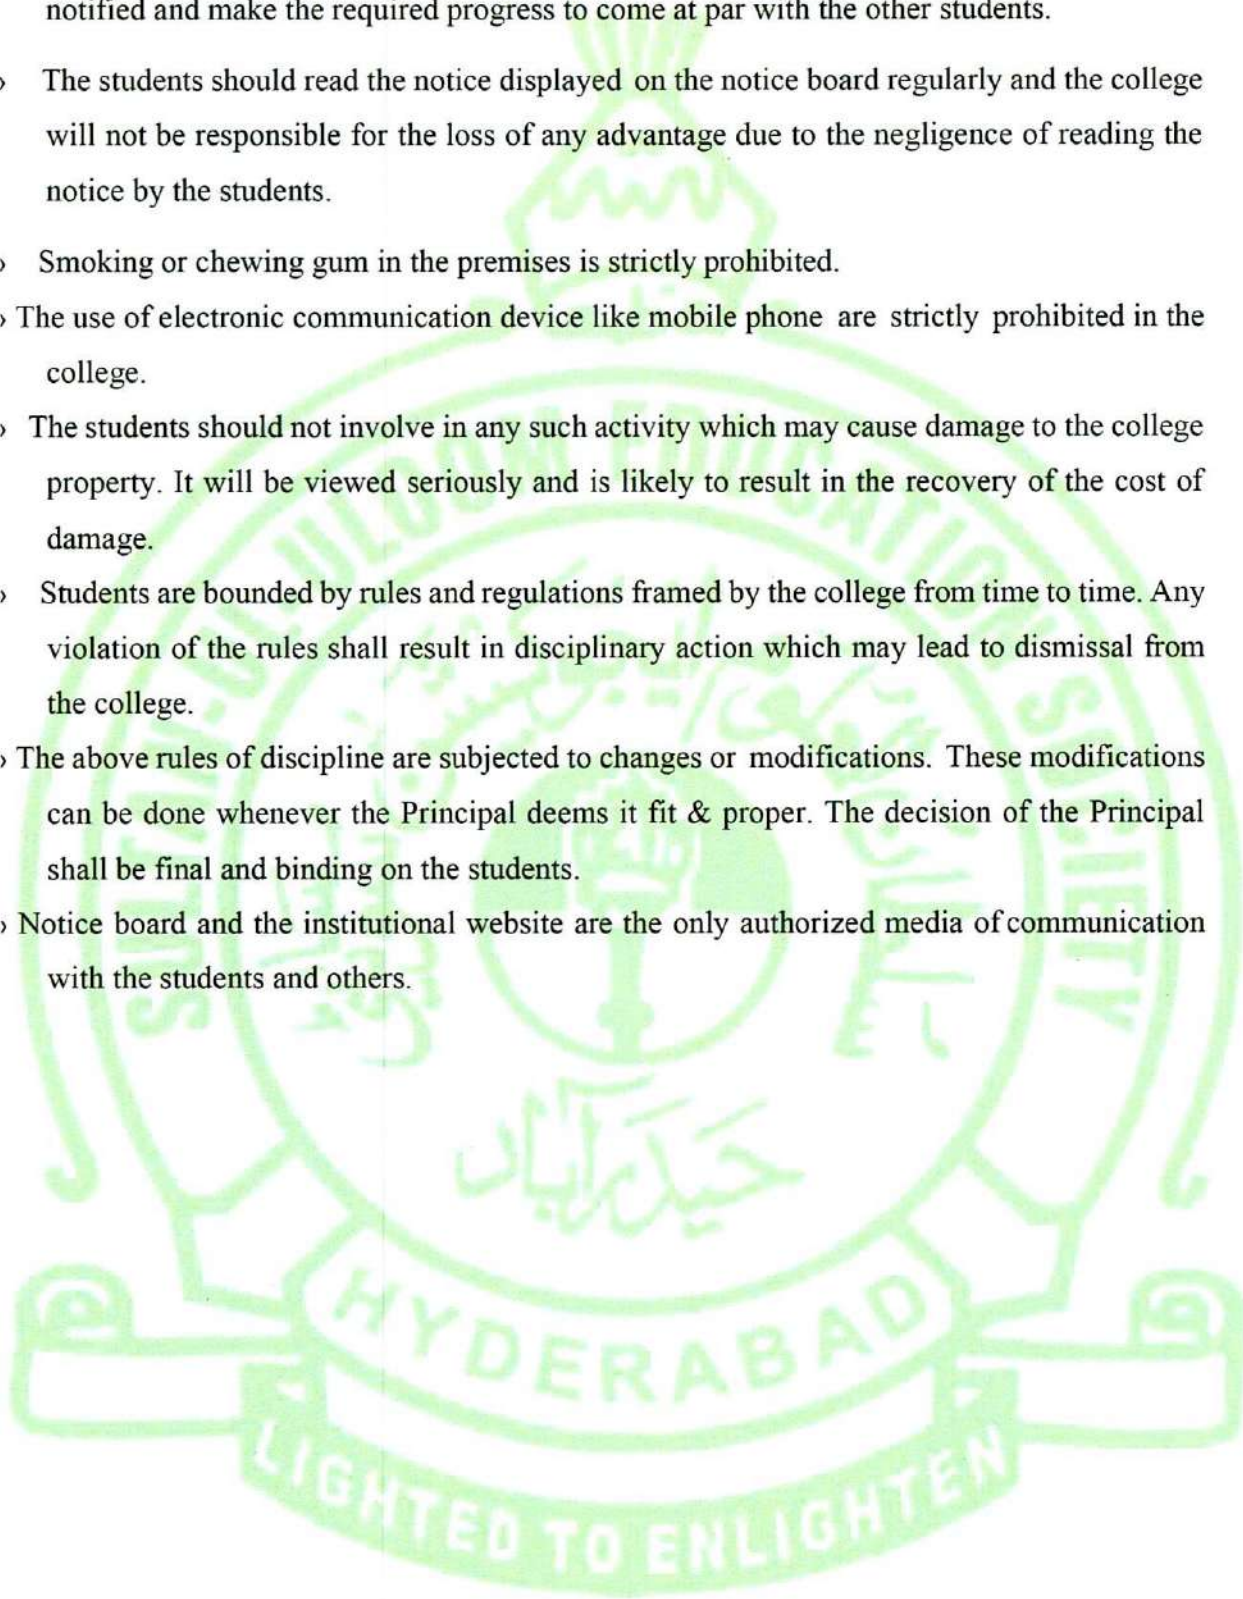 notified and make the required progress to come at par with the other students.
› The students should read the notice displayed on the notice board regularly and the college
will not be responsible for the loss of any advantage due to the negligence of reading the
notice by the students.
› Smoking or chewing gum in the premises is strictly prohibited.
› The use of electronic communication device like mobile phone are strictly prohibited in the
college.
› The students should not involve in any such activity which may cause damage to the college
property. It will be viewed seriously and is likely to result in the recovery of the cost of
damage.
› Students are bounded by rules and regulations framed by the college from time to time. Any
violation of the rules shall result in disciplinary action which may lead to dismissal from
the college.
› The above rules of discipline are subjected to changes or modifications. These modifications
can be done whenever the Principal deems it fit & proper. The decision of the Principal
shall be final and binding on the students.
› Notice board and the institutional website are the only authorized media of communication
with the students and others.
SULTAN-UL-ULOOM EDUCATION SOCIETY
حیدرآباد
HYDERABAD
LIGHTED TO ENLIGHTEN